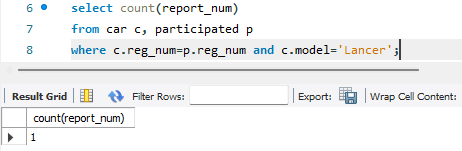 6 select count(report_num)
7 from car c, participated p
8 where c.reg_num=p.reg_num and c.model='Lancer';
Result Grid Filter Rows: Export: Wrap Cell Content:
count(report_num)
1